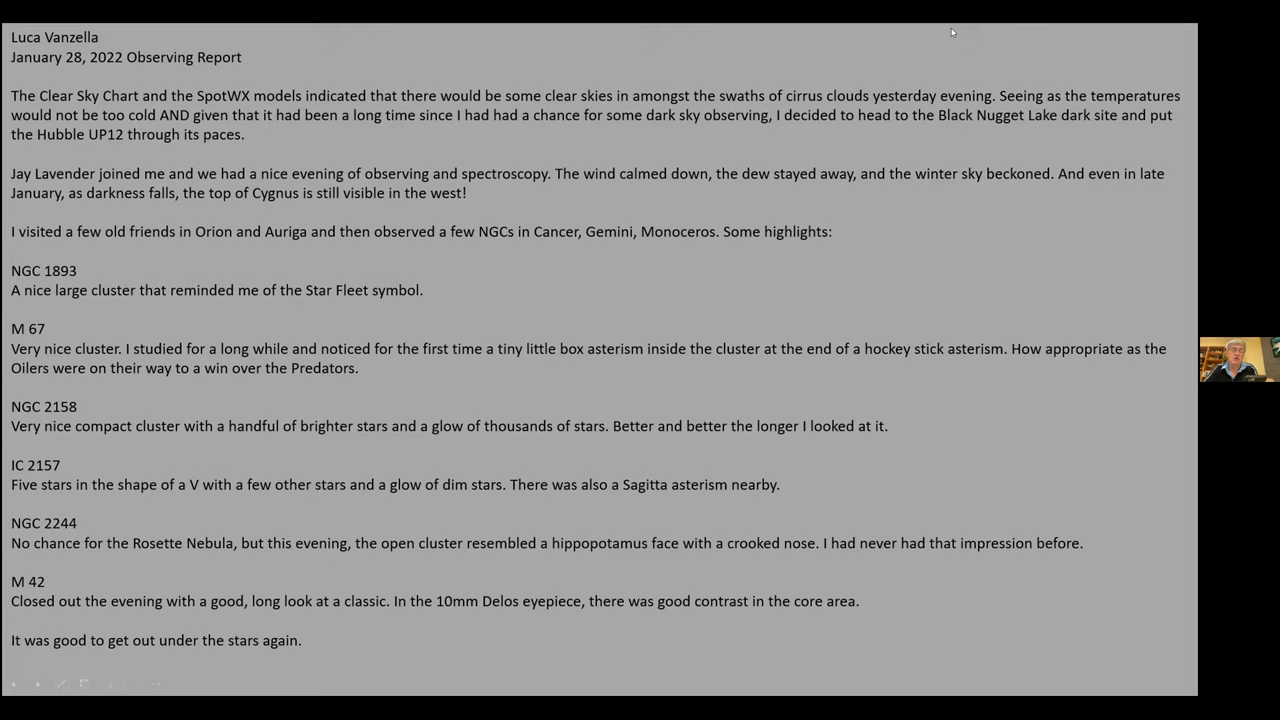 Luca Vanzella
January 28, 2022 Observing Report
The Clear Sky Chart and the SpotWX models indicated that there would be some clear skies in amongst the swaths of cirrus clouds yesterday evening. Seeing as the temperatures
would not be too cold AND given that it had been a long time since I had had a chance for some dark sky observing, I decided to head to the Black Nugget Lake dark site and put
the Hubble UP12 through its paces.
Jay Lavender joined me and we had a nice evening of observing and spectroscopy. The wind calmed down, the dew stayed away, and the winter sky beckoned. And even in late
January, as darkness falls, the top of Cygnus is still visible in the west!
I visited a few old friends in Orion and Auriga and then observed a few NGCs in Cancer, Gemini, Monoceros. Some highlights:
NGC 1893
A nice large cluster that reminded me of the Star Fleet symbol.
M 67
Very nice cluster. I studied for a long while and noticed for the first time a tiny little box asterism inside the cluster at the end of a hockey stick asterism. How appropriate as the
Oilers were on their way to a win over the Predators.
NGC 2158
Very nice compact cluster with a handful of brighter stars and a glow of thousands of stars. Better and better the longer I looked at it.
IC 2157
Five stars in the shape of a V with a few other stars and a glow of dim stars. There was also a Sagitta asterism nearby.
NGC 2244
No chance for the Rosette Nebula, but this evening, the open cluster resembled a hippopotamus face with a crooked nose. I had never had that impression before.
M 42
Closed out the evening with a good, long look at a classic. In the 10mm Delos eyepiece, there was good contrast in the core area.
It was good to get out under the stars again.